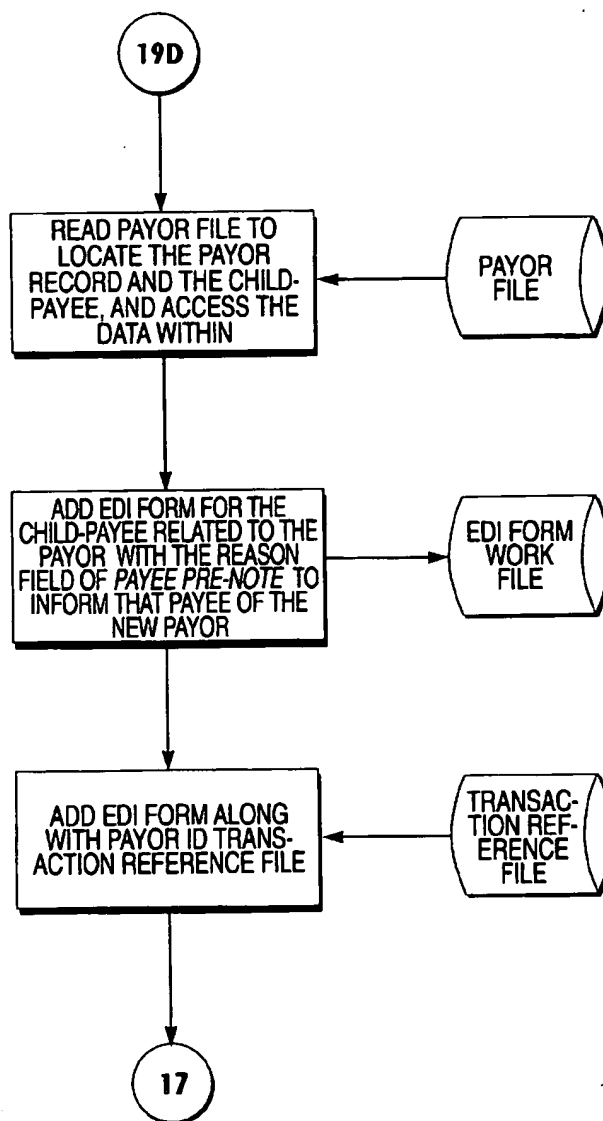 19D
READ PAYOR FILE TO
LOCATE THE PAYOR
RECORD AND THE CHILD-
PAYEE, AND ACCESS THE
DATA WITHIN
PAYOR
FILE
ADD EDI FORM FOR THE
CHILD-PAYEE RELATED TO THE
PAYOR WITH THE REASON
FIELD OF PAYEE PRE-NOTE TO
INFORM THAT PAYEE OF THE
NEW PAYOR
EDI FORM
WORK
FILE
ADD EDI FORM ALONG
WITH PAYOR ID TRANS-
ACTION REFERENCE FILE
TRANSAC-
TION REF-
ERENCE
FILE
17